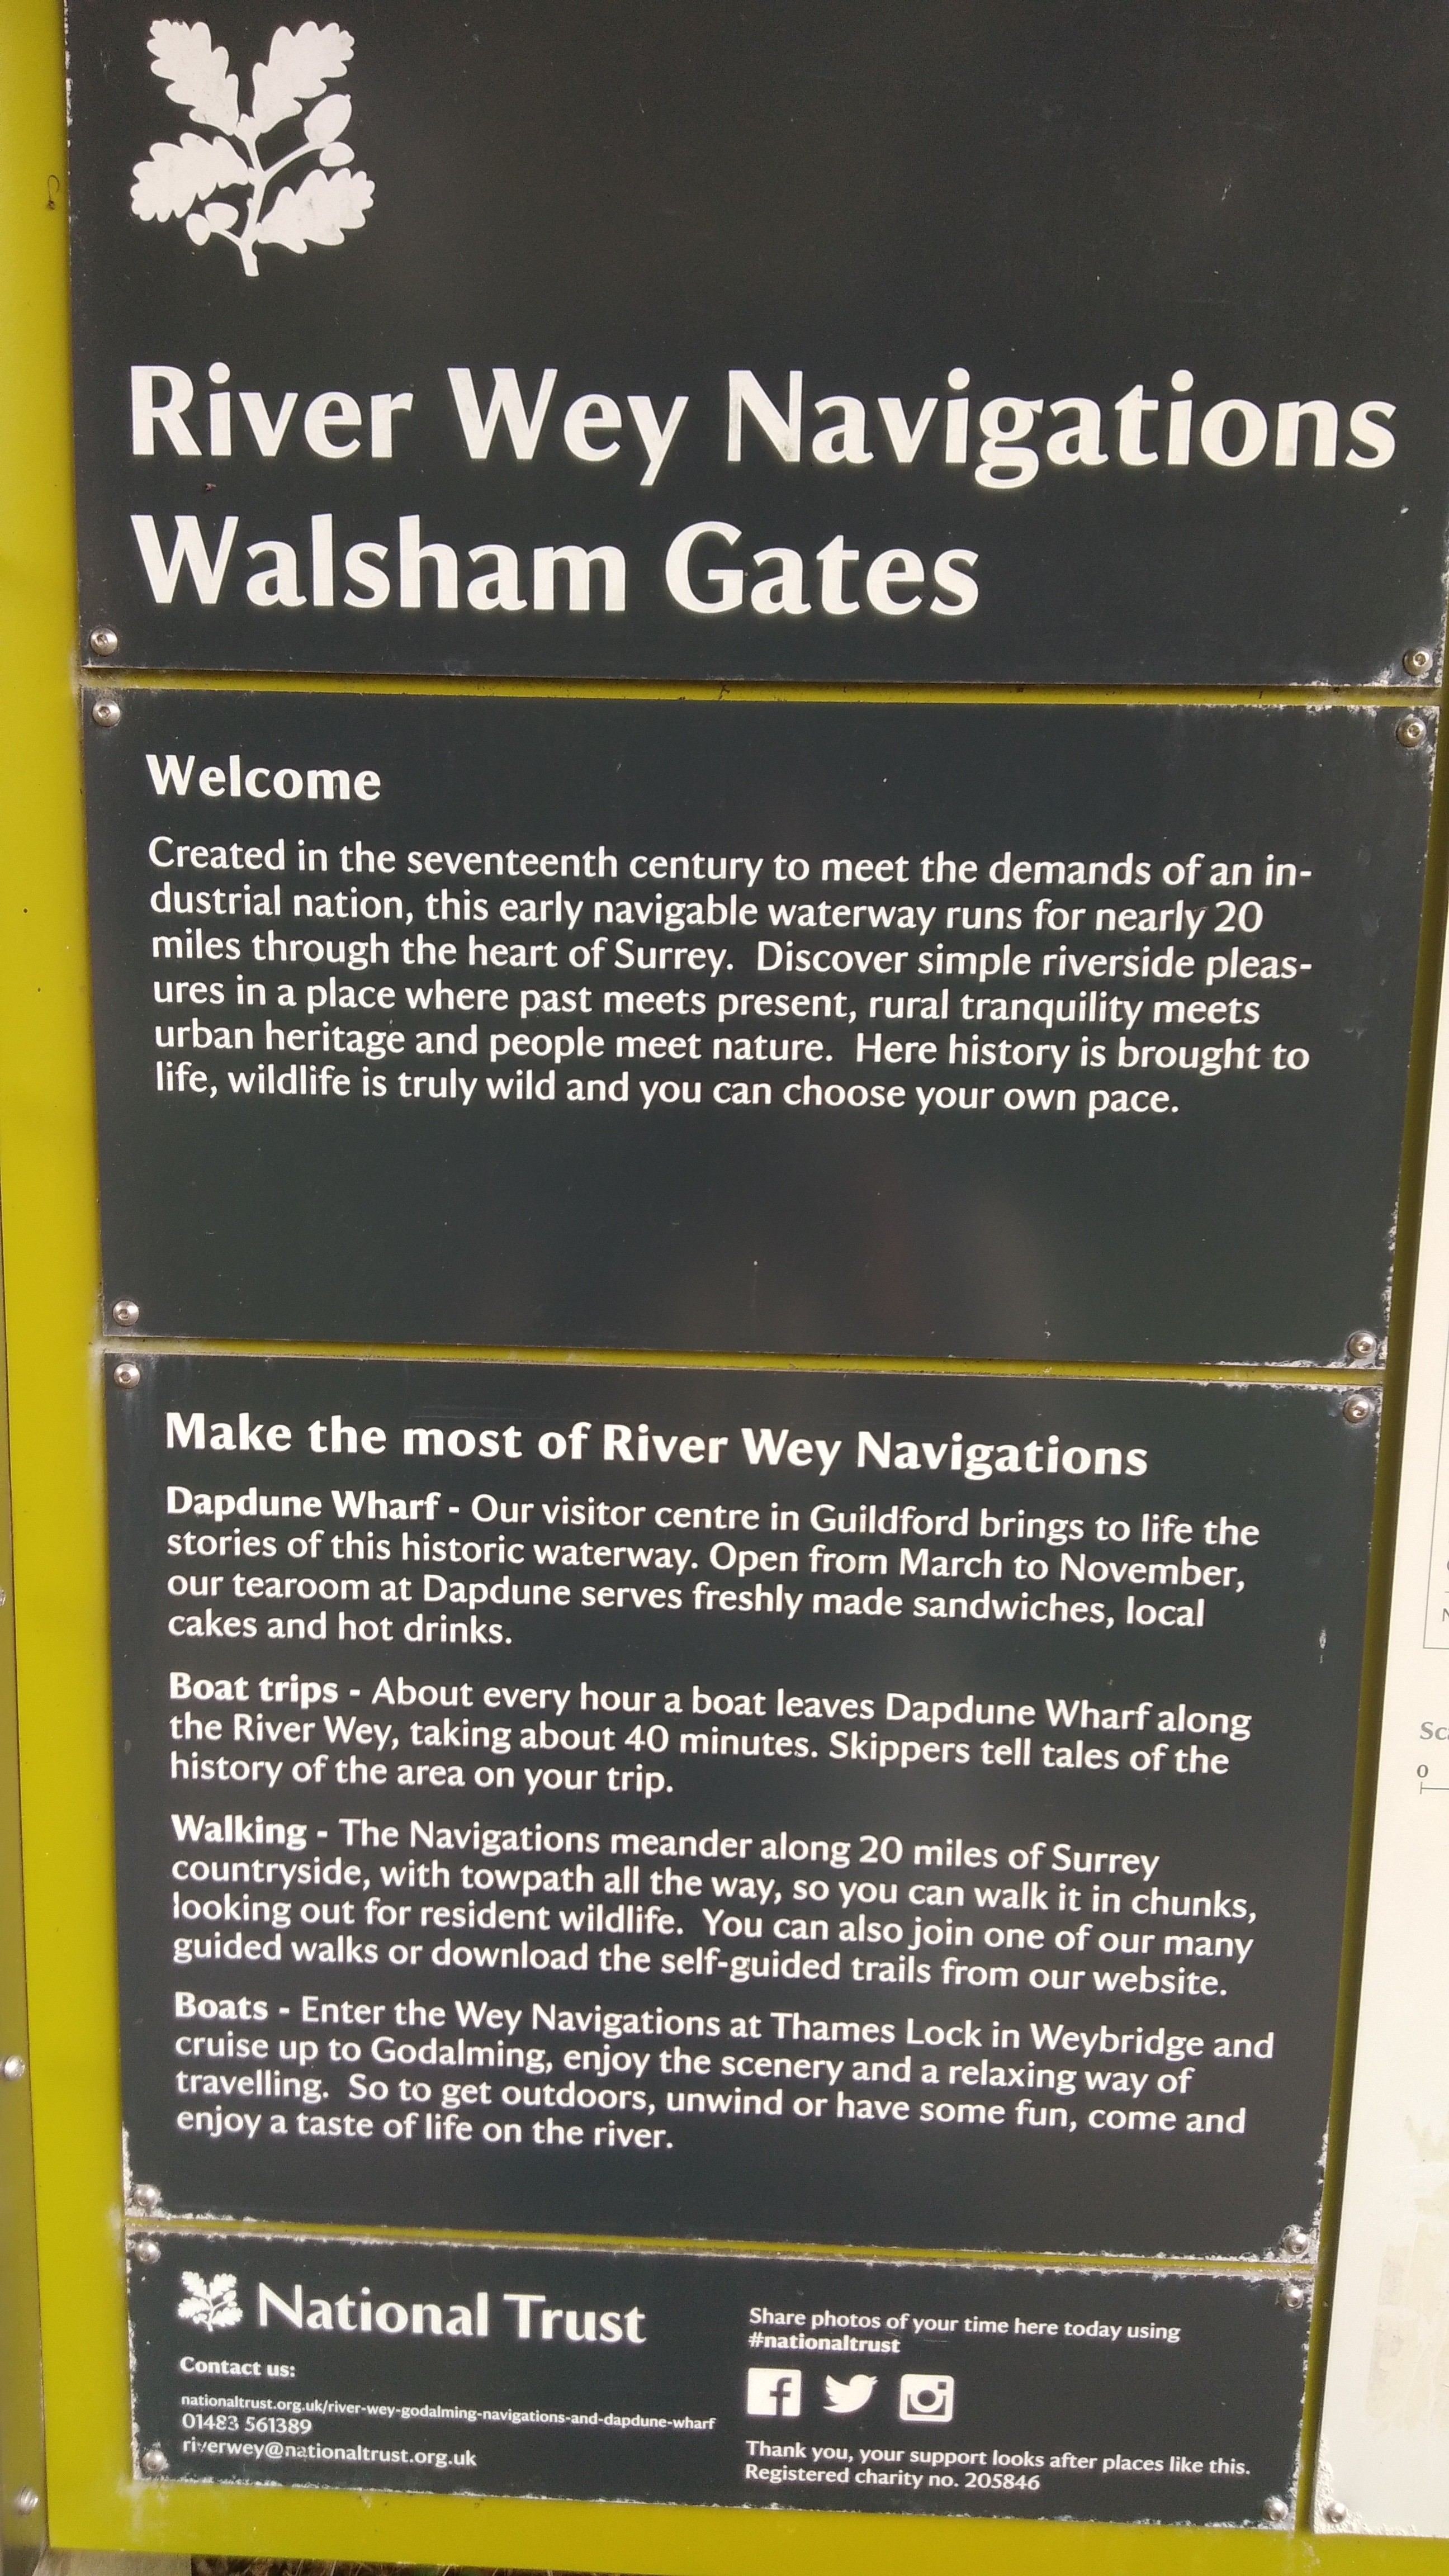 River Wey Navigations
Walsham Gates
Welcome
Created in the seventeenth century to meet the demands of an in-
dustrial nation, this early navigable waterway runs for nearly 20
miles through the heart of Surrey.  Discover simple riverside pleas-
ures in a place where past meets present, rural tranquility meets
urban heritage and people meet nature.  Here history is brought to
life, wildlife is truly wild and you can choose your own pace.
Make the most of River Wey Navigations
Dapdune Wharf - Our visitor centre in Guildford brings to life the
stories of this historic waterway. Open from March to November,
our tearoom at Dapdune serves freshly made sandwiches, local
cakes and hot drinks.
Boat trips - About every hour a boat leaves Dapdune Wharf along
the River Wey, taking about 40 minutes. Skippers tell tales of the
history of the area on your trip.
Walking - The Navigations meander along 20 miles of Surrey
countryside, with towpath all the way, so you can walk it in chunks,
looking out for resident wildlife.  You can also join one of our many
guided walks or download the self-guided trails from our website.
Boats - Enter the Wey Navigations at Thames Lock in Weybridge and
cruise up to Godalming, enjoy the scenery and a relaxing way of
travelling.  So to get outdoors, unwind or have some fun, come and
enjoy a taste of life on the river.
National Trust
Contact us:
nationaltrust.org.uk/river-wey-godalming-navigations-and-dapdune-wharf
01483 561389
riverwey@nationaltrust.org.uk
Share photos of your time here today using
#nationaltrust
Thank you, your support looks after places like this.
Registered charity no. 205846
0